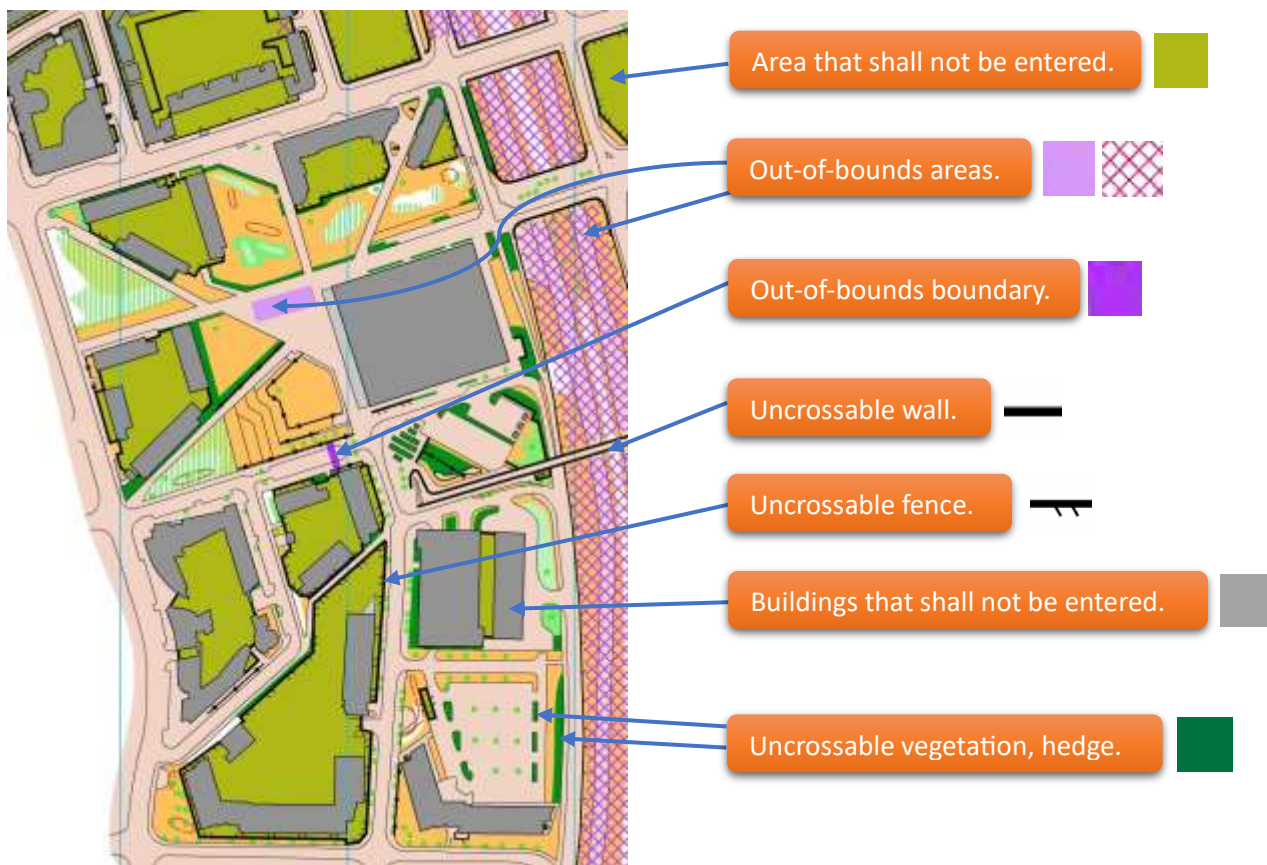 Area that shall not be entered.
Out-of-bounds areas.
Out-of-bounds boundary.
Uncrossable wall.
Uncrossable fence.
Buildings that shall not be entered.
Uncrossable vegetation, hedge.